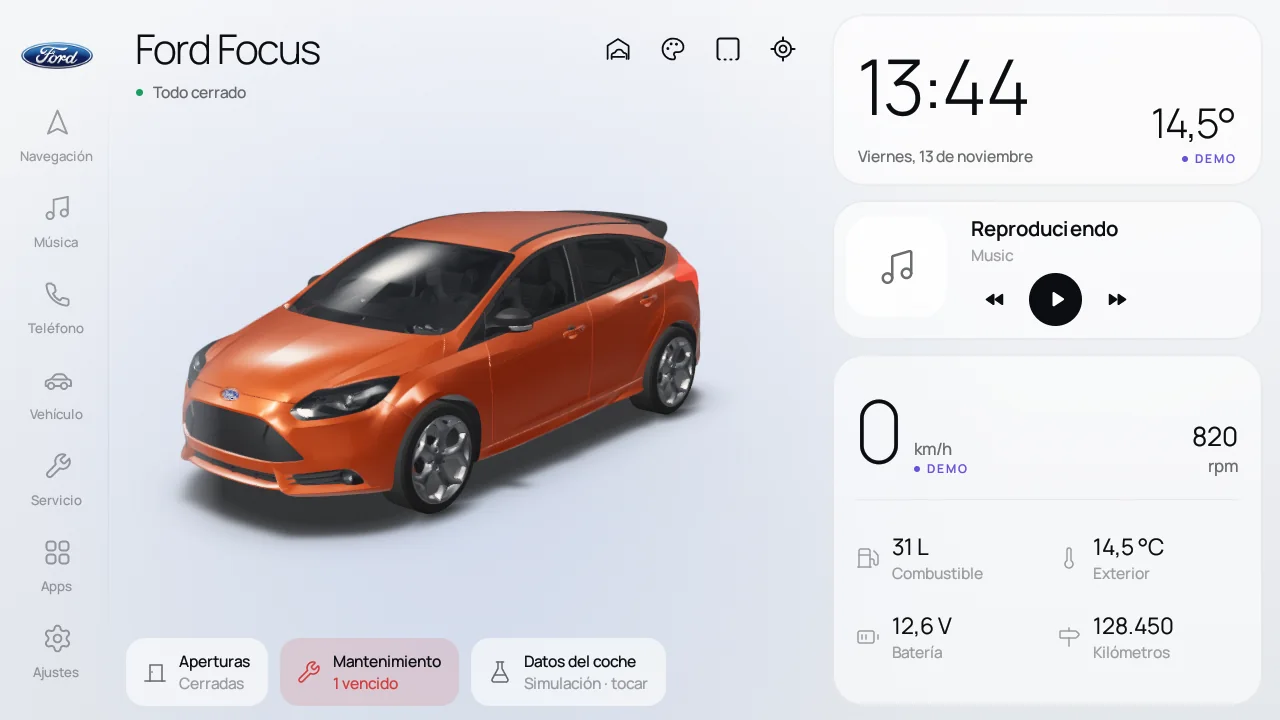 Ford
Navegación
Música
Teléfono
Vehículo
Servicio
Apps
Ajustes
Ford Focus
Todo cerrado
Aperturas
Cerradas
Mantenimiento
1 vencido
Datos del coche
Simulación · tocar
13:44
Viernes, 13 de noviembre
14,5°
DEMO
Reproduciendo
Music
0
km/h
DEMO
820
rpm
31 L
Combustible
14,5 °C
Exterior
12,6 V
Batería
128.450
Kilómetros